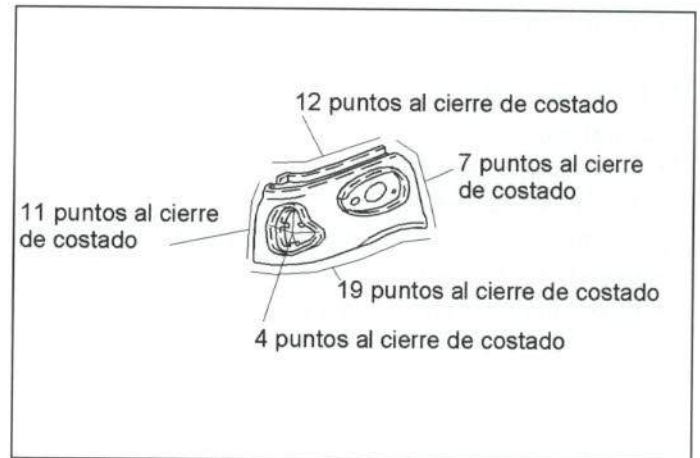 12 puntos al cierre de costado
7 puntos al cierre
de costado
11 puntos al cierre
de costado
19 puntos al cierre de costado
4 puntos al cierre de costado